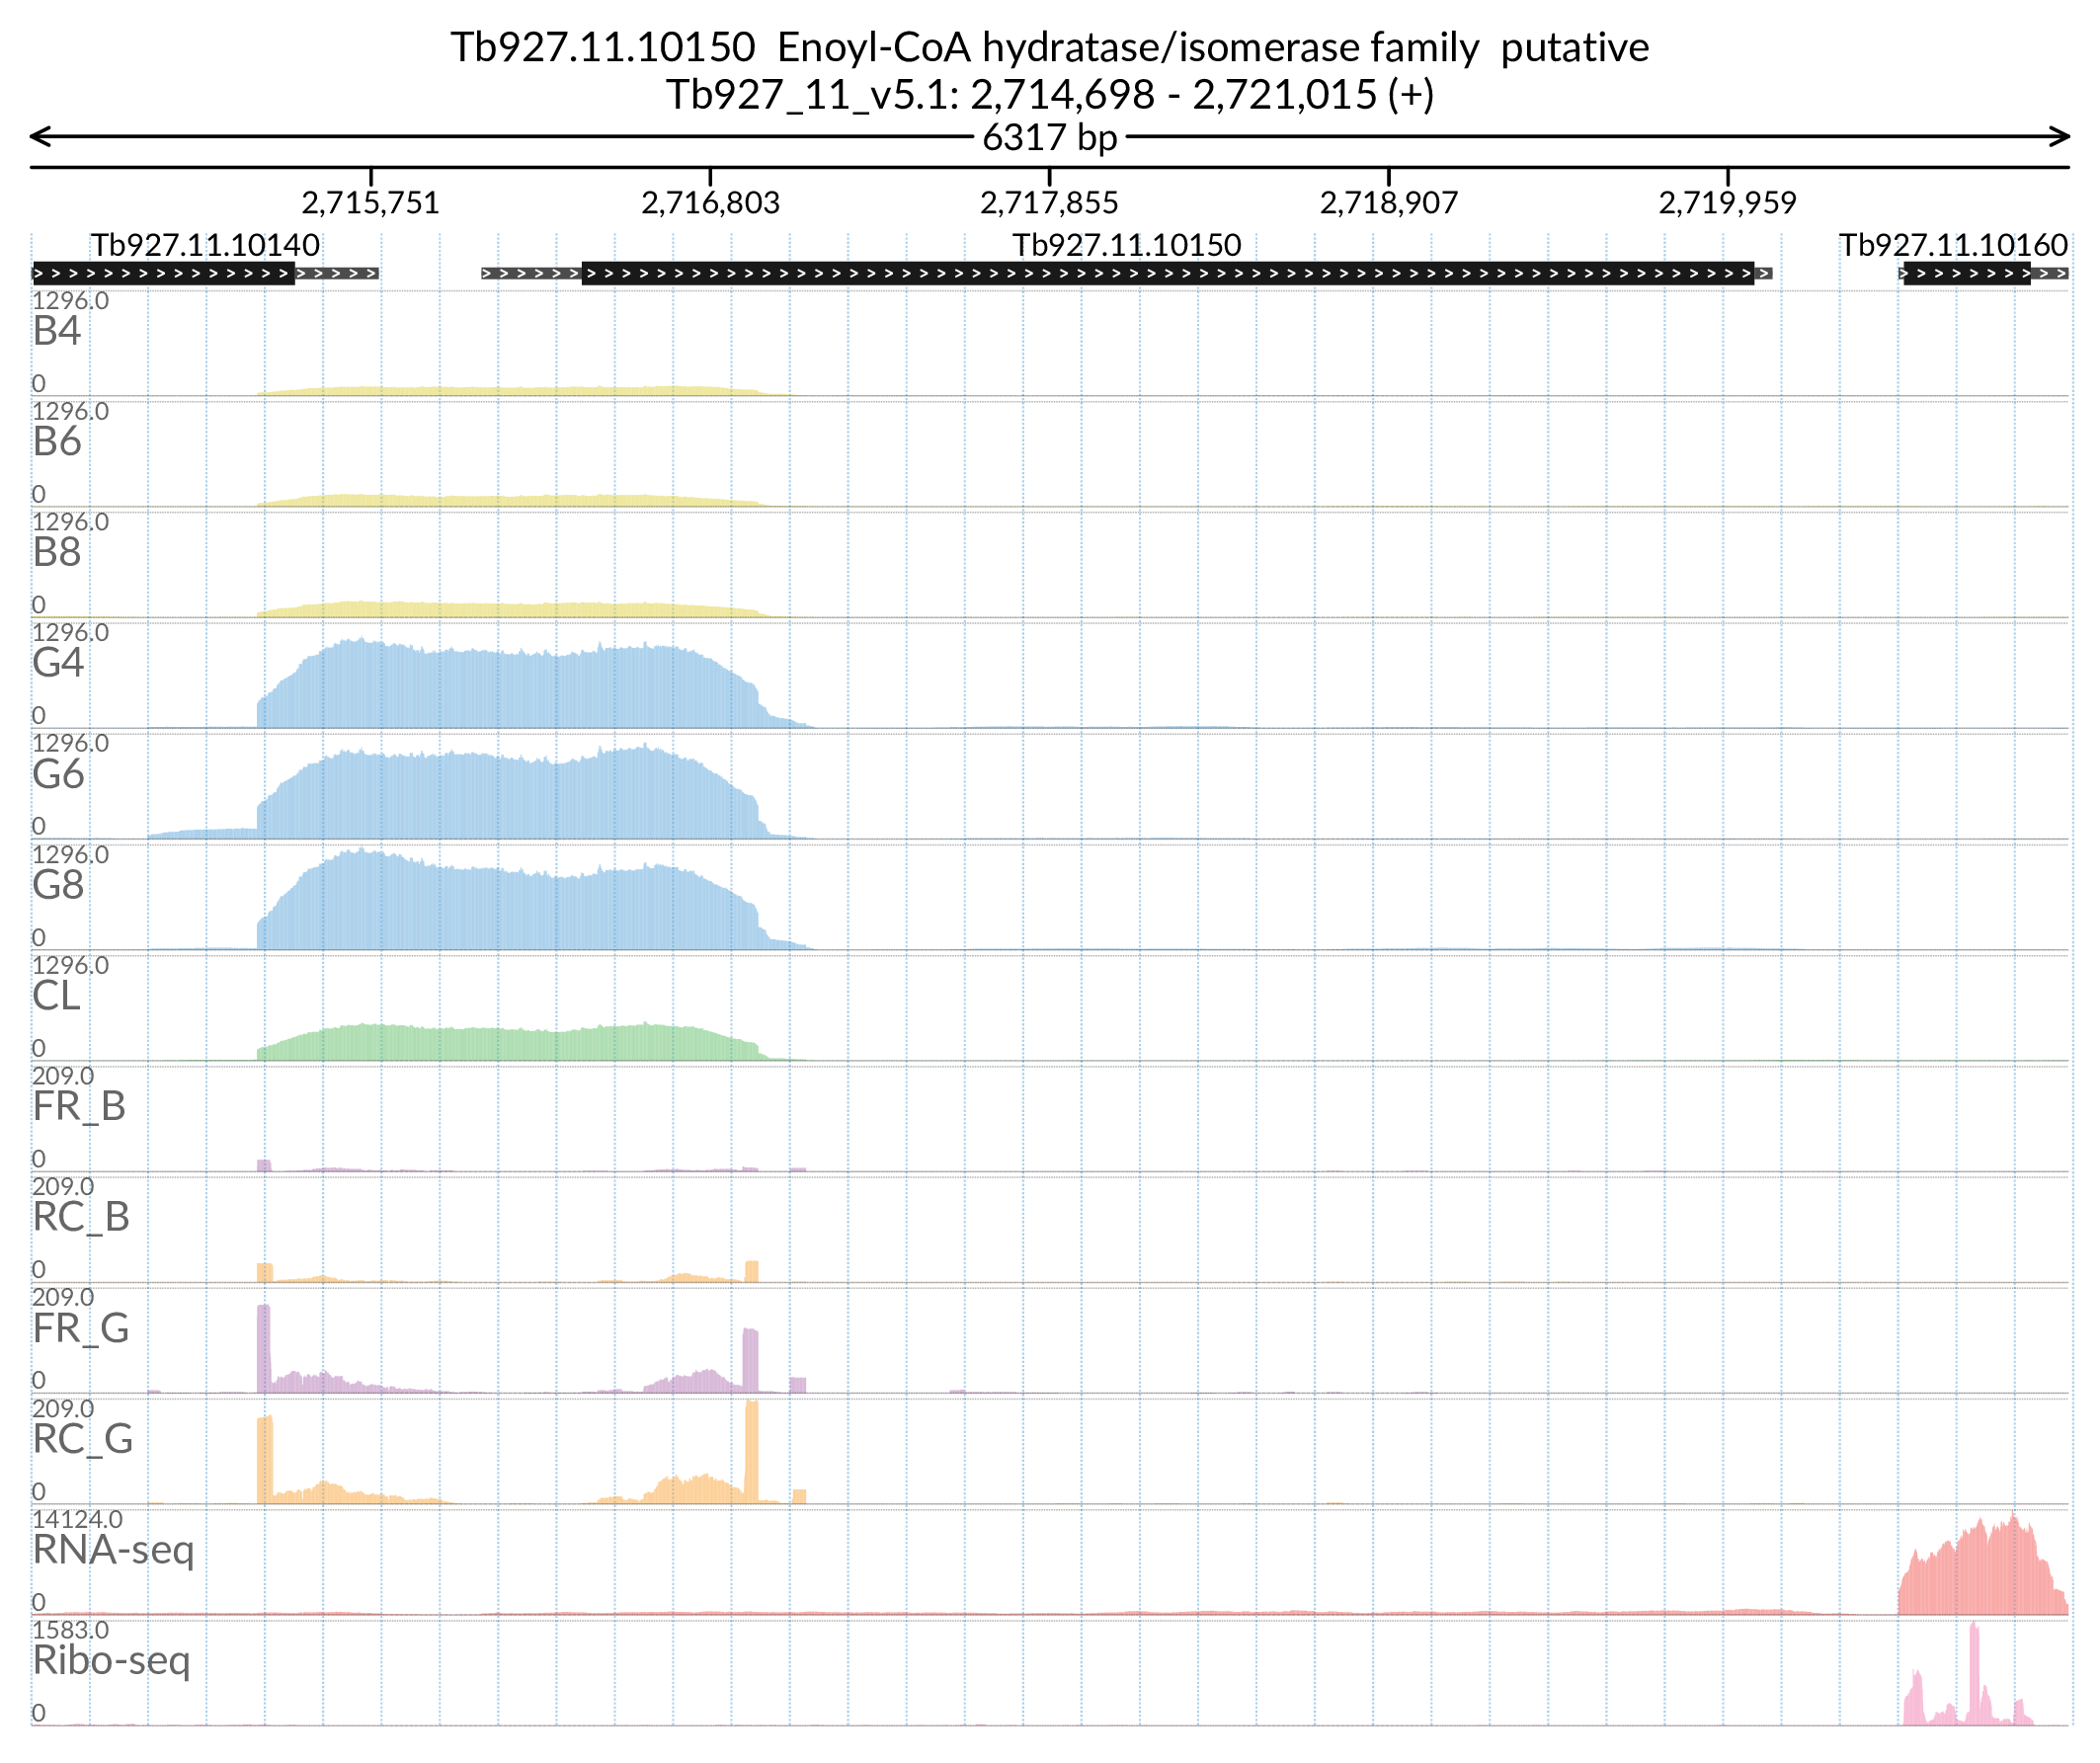 Tb927.11.10150  Enoyl-CoA hydratase/isomerase family  putative
Tb927_11_v5.1: 2,714,698 - 2,721,015 (+)
6317 bp
2,715,751 2,716,803 2,717,855 2,718,907 2,719,959
Tb927.11.10140 Tb927.11.10150 Tb927.11.10160
1296.0
B4
0
1296.0
B6
0
1296.0
B8
0
1296.0
G4
0
1296.0
G6
0
1296.0
G8
0
1296.0
CL
0
209.0
FR_B
0
209.0
RC_B
0
209.0
FR_G
0
209.0
RC_G
0
14124.0
RNA-seq
0
1583.0
Ribo-seq
0